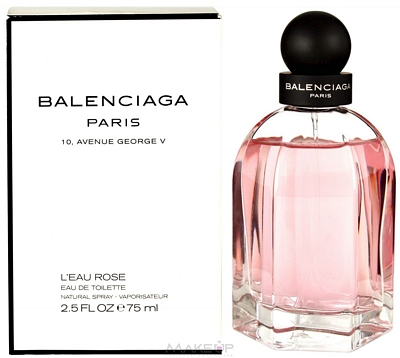 BALENCIAGA
PARIS
10, AVENUE GEORGE V
L'EAU ROSE
EAU DE TOILETTE
NATURAL SPRAY - VAPORISATEUR
2.5 FL OZ e 75 ml
BALENCIAGA
PARIS
MAKEUP